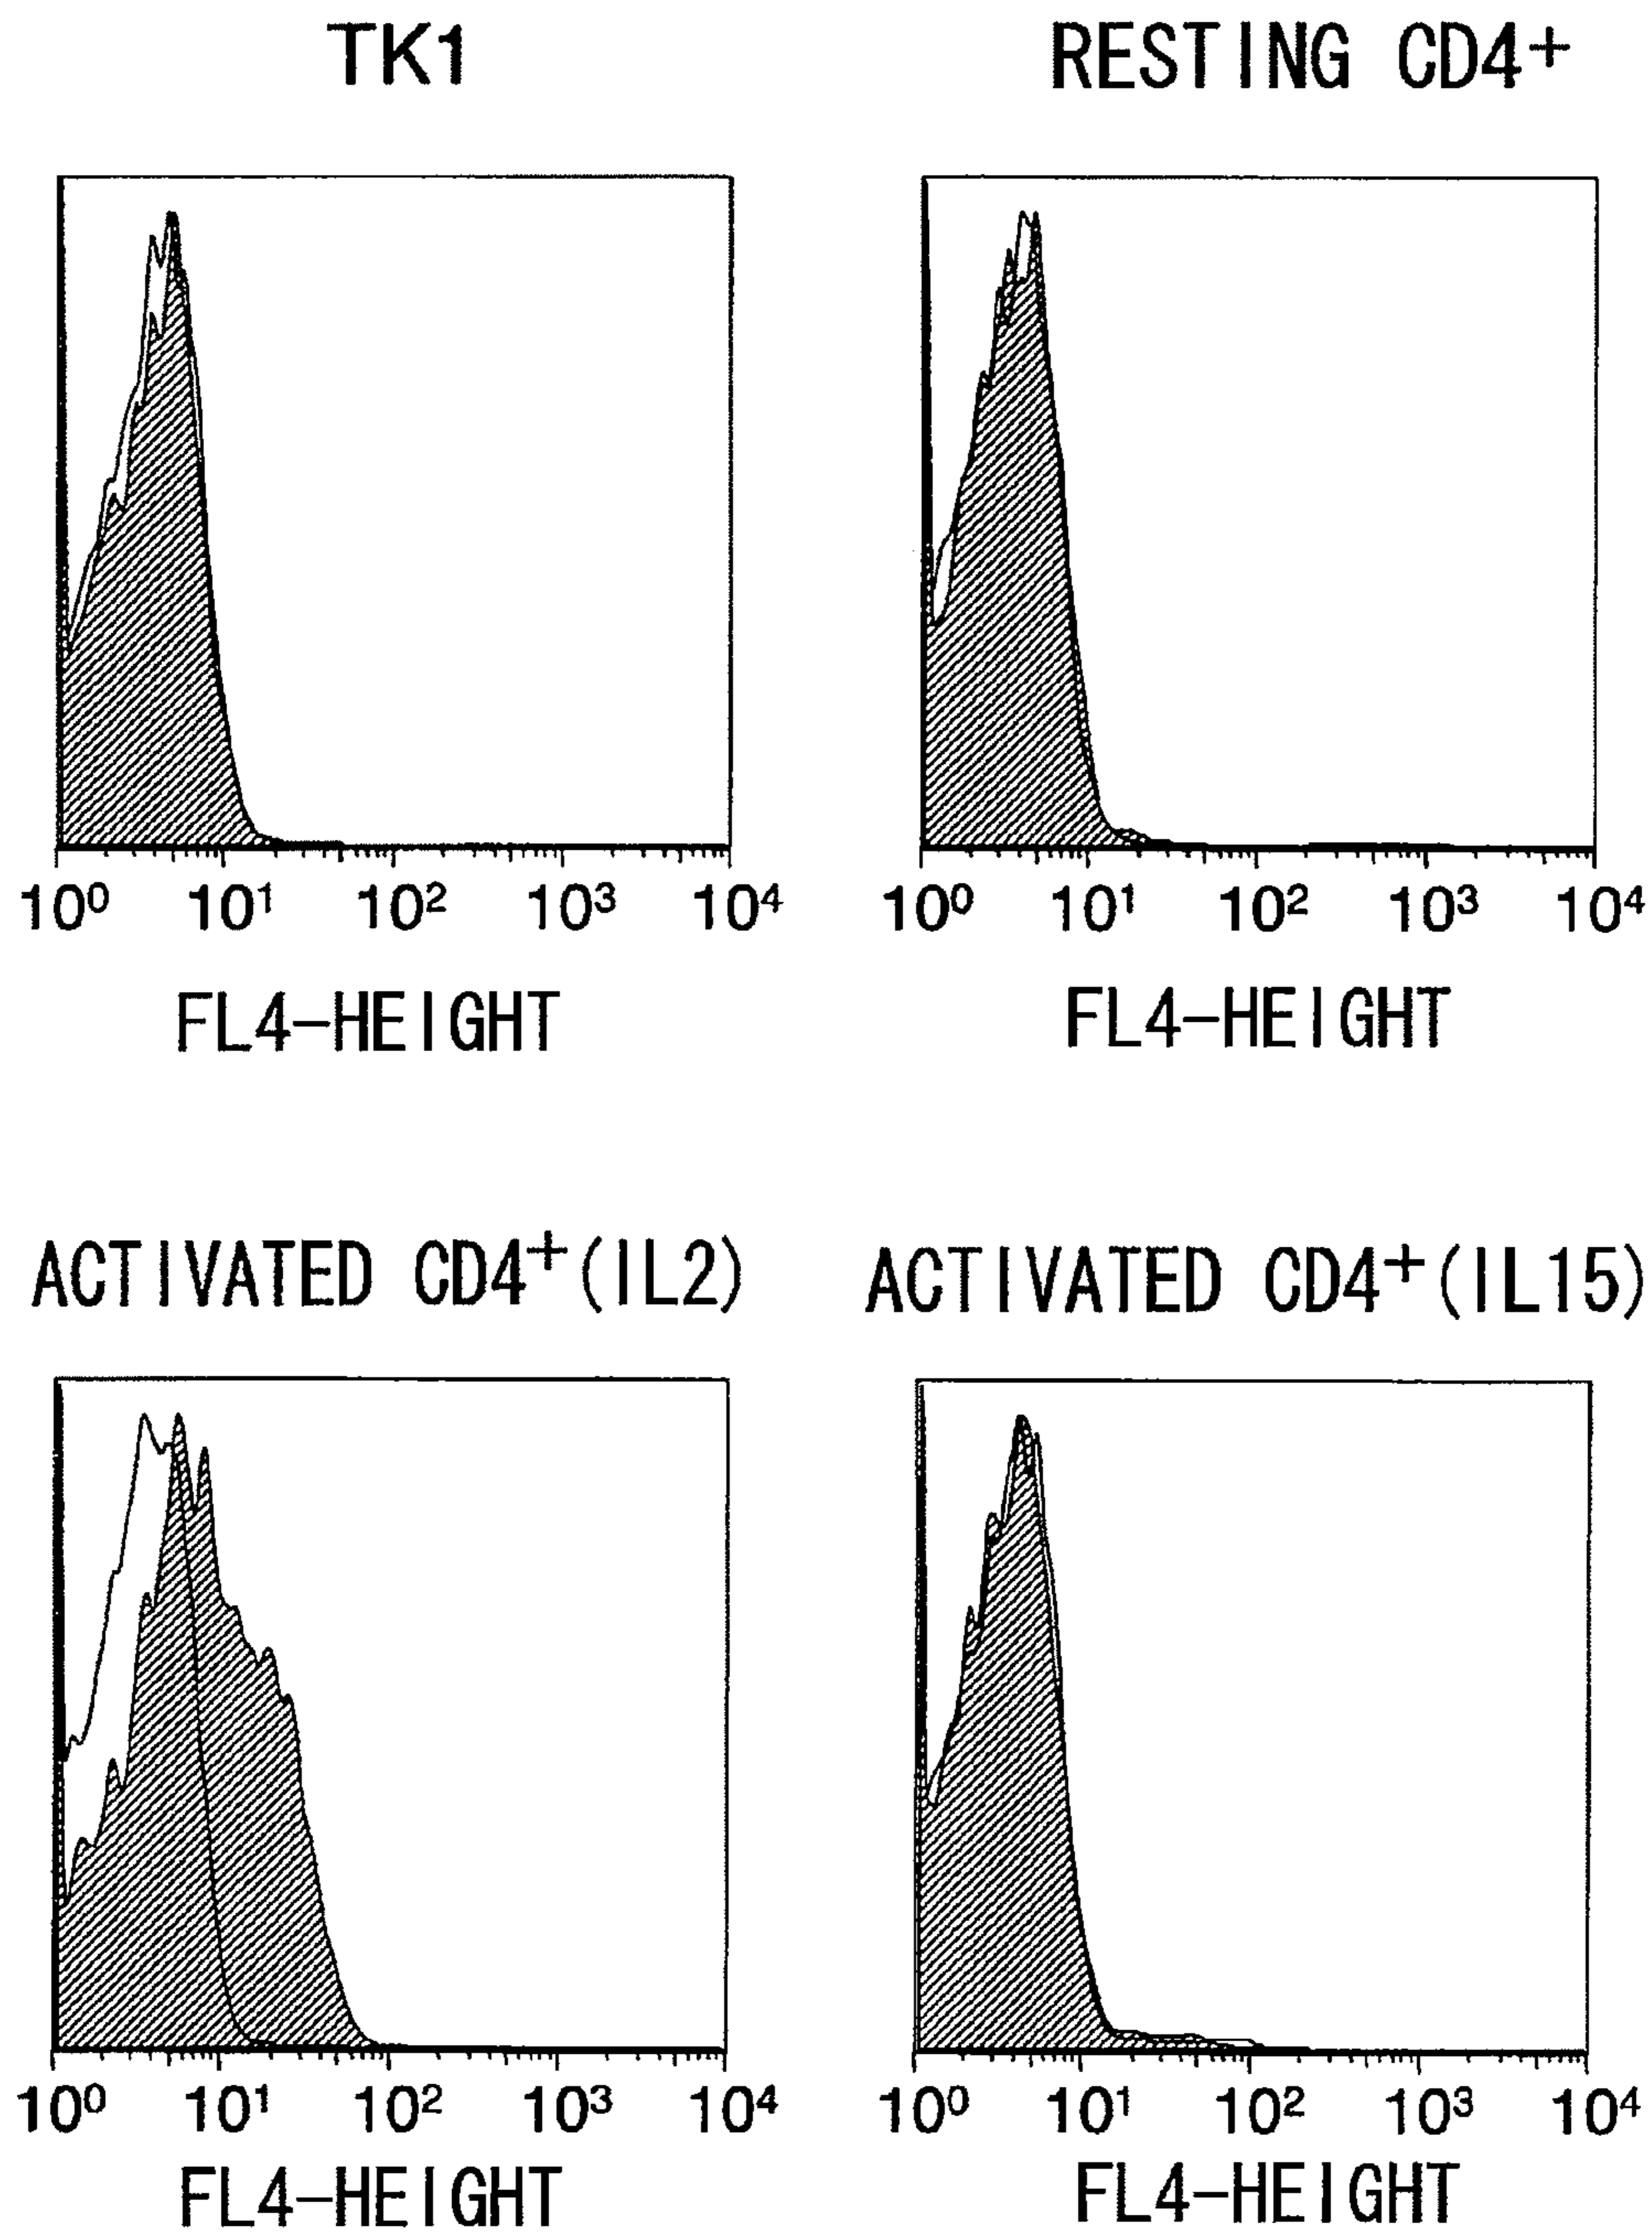 TK1
RESTING CD4⁺
10⁰ 10¹ 10² 10³ 10⁴
10⁰ 10¹ 10² 10³ 10⁴
FL4-HEIGHT
FL4-HEIGHT
ACTIVATED CD4⁺(IL2)
ACTIVATED CD4⁺(IL15)
10⁰ 10¹ 10² 10³ 10⁴
10⁰ 10¹ 10² 10³ 10⁴
FL4-HEIGHT
FL4-HEIGHT